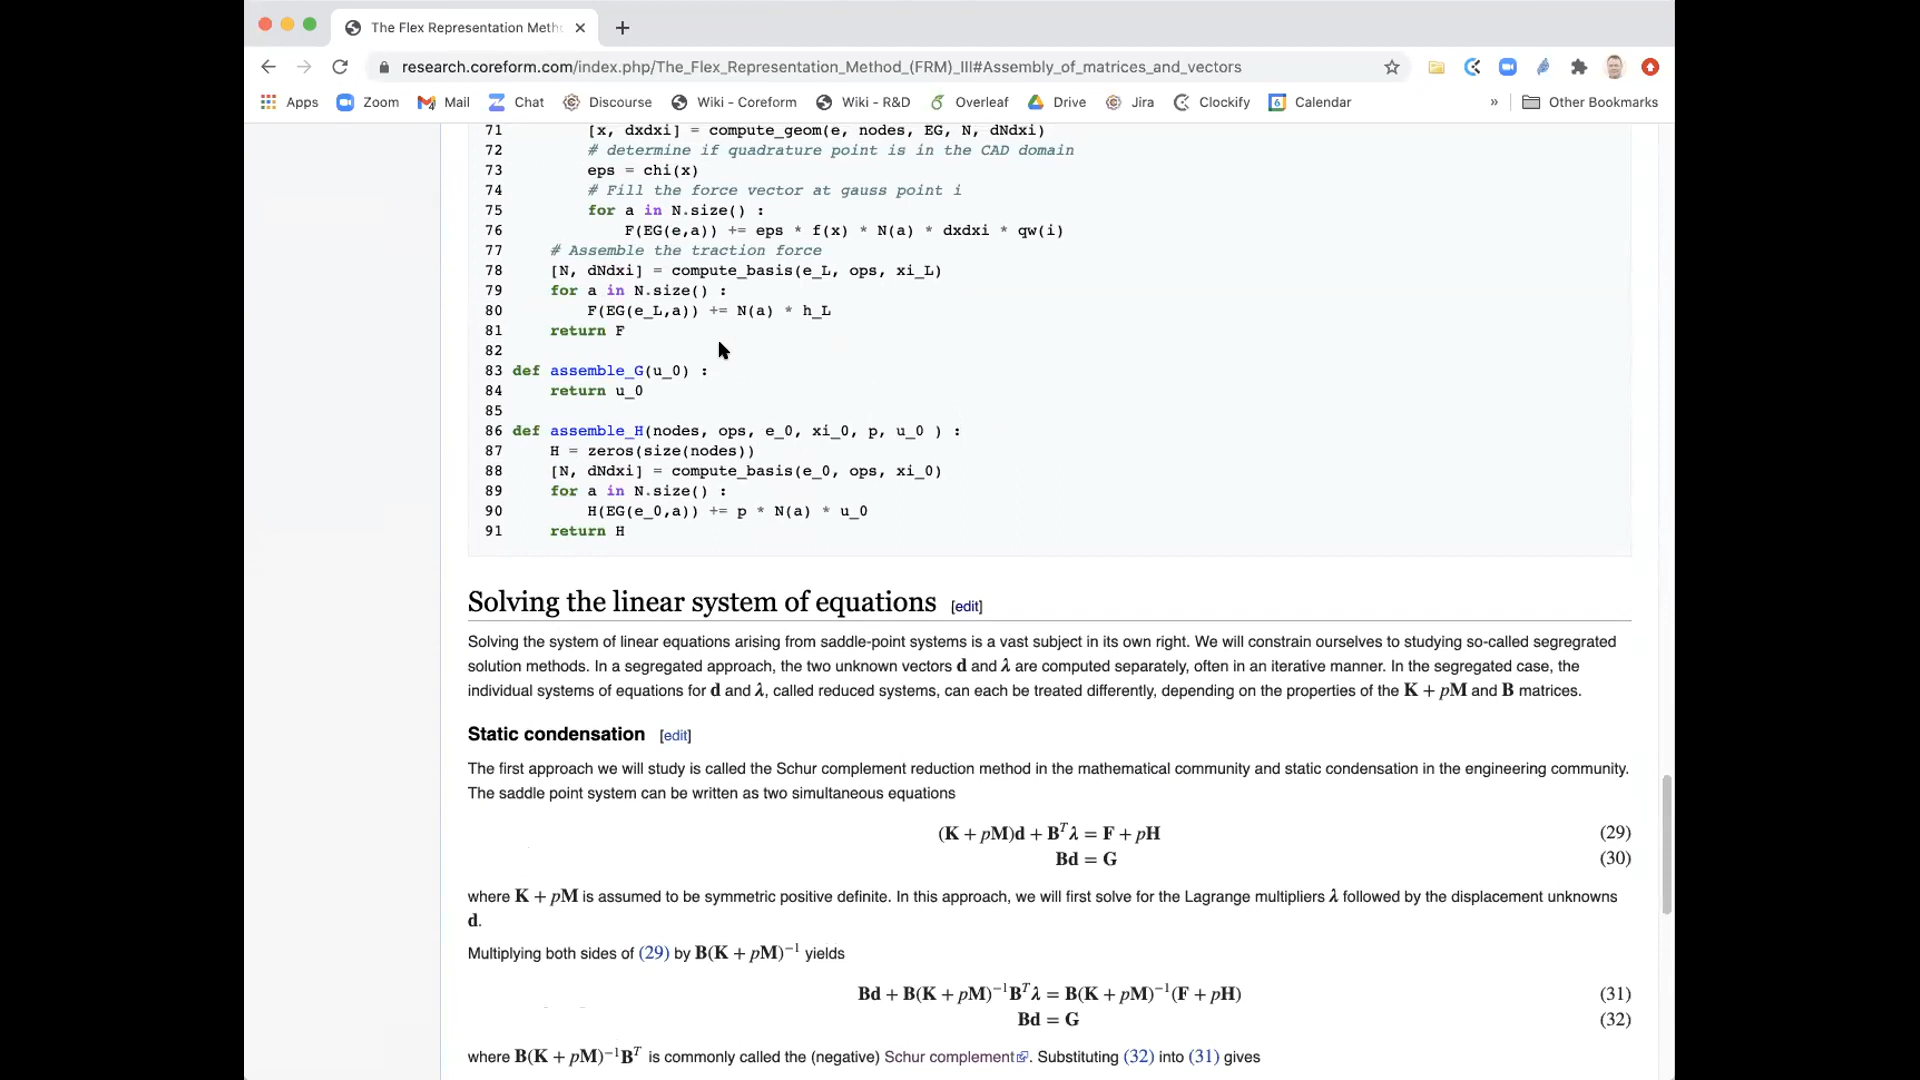 The Flex Representation Meth
research.coreform.com/index.php/The_Flex_Representation_Method_(FRM)_III#Assembly_of_matrices_and_vectors
Apps Zoom Mail Chat Discourse Wiki - Coreform Wiki - R&D Overleaf Drive Jira Clockify 6 Calendar » Other Bookmarks
71 [x, dxdxi] = compute_geom(e, nodes, EG, N, dNdxi)
72 # determine if quadrature point is in the CAD domain
73 eps = chi(x)
74 # Fill the force vector at gauss point i
75 for a in N.size() :
76 F(EG(e,a)) += eps * f(x) * N(a) * dxdxi * qw(i)
77 # Assemble the traction force
78 [N, dNdxi] = compute_basis(e_L, ops, xi_L)
79 for a in N.size() :
80 F(EG(e_L,a)) += N(a) * h_L
81 return F
82
83 def assemble_G(u_0) :
84 return u_0
85
86 def assemble_H(nodes, ops, e_0, xi_0, p, u_0 ) :
87 H = zeros(size(nodes))
88 [N, dNdxi] = compute_basis(e_0, ops, xi_0)
89 for a in N.size() :
90 H(EG(e_0,a)) += p * N(a) * u_0
91 return H
Solving the linear system of equations [edit]
Solving the system of linear equations arising from saddle-point systems is a vast subject in its own right. We will constrain ourselves to studying so-called segregrated
solution methods. In a segregated approach, the two unknown vectors d and λ are computed separately, often in an iterative manner. In the segregated case, the
individual systems of equations for d and λ, called reduced systems, can each be treated differently, depending on the properties of the K + pM and B matrices.
Static condensation [edit]
The first approach we will study is called the Schur complement reduction method in the mathematical community and static condensation in the engineering community.
The saddle point system can be written as two simultaneous equations
(K + pM)d + Bᵀλ = F + pH (29)
Bd = G (30)
where K + pM is assumed to be symmetric positive definite. In this approach, we will first solve for the Lagrange multipliers λ followed by the displacement unknowns
d.
Multiplying both sides of (29) by B(K + pM)⁻¹ yields
Bd + B(K + pM)⁻¹Bᵀλ = B(K + pM)⁻¹(F + pH) (31)
Bd = G (32)
where B(K + pM)⁻¹Bᵀ is commonly called the (negative) Schur complement. Substituting (32) into (31) gives